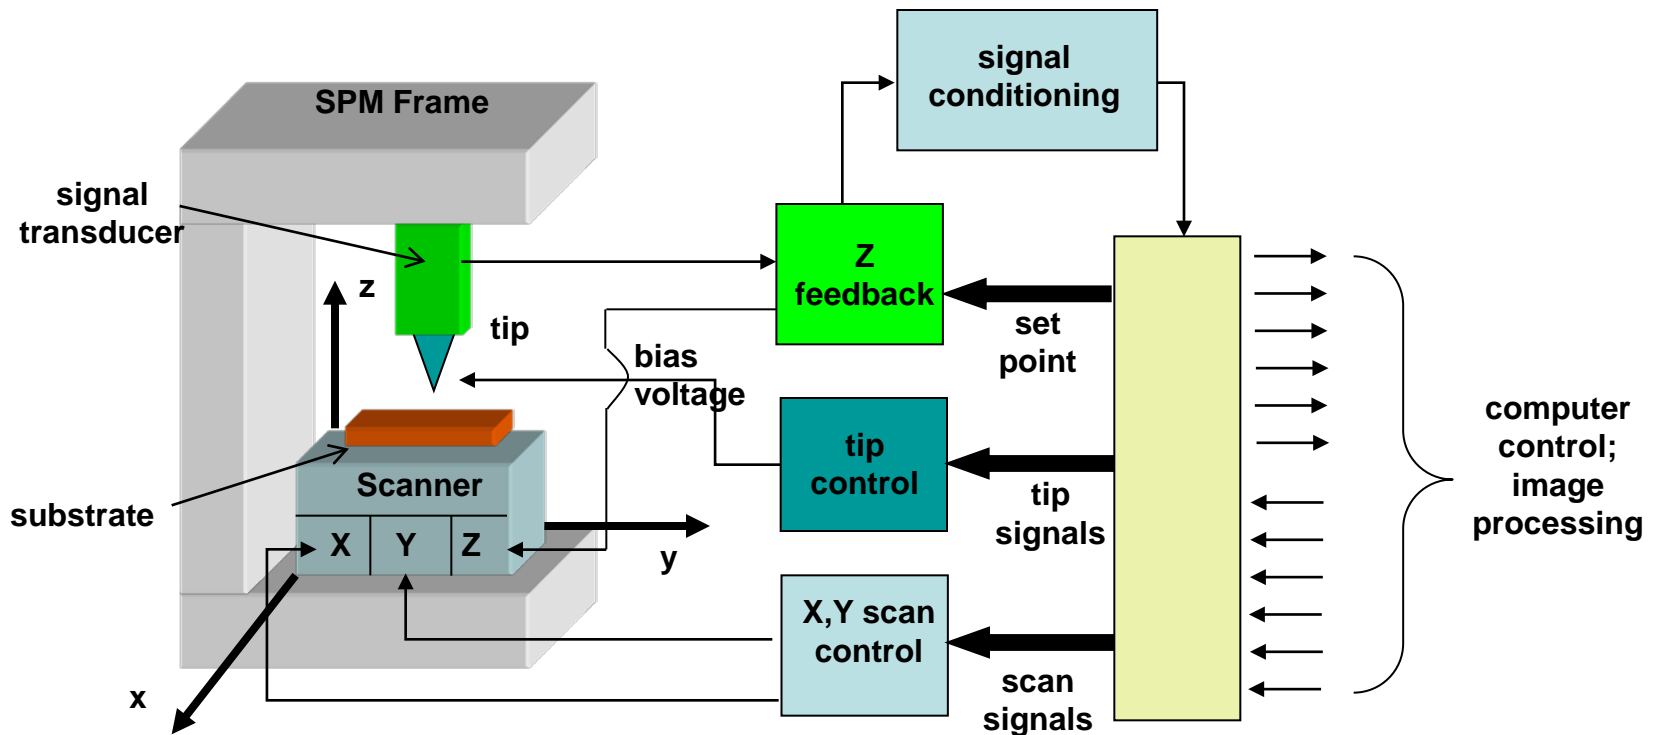 SPM Frame
signal
transducer
z
tip
bias
voltage
substrate
Scanner
X
Y
Z
y
x
signal
conditioning
Z
feedback
set
point
tip
control
tip
signals
X,Y scan
control
scan
signals
computer
control;
image
processing